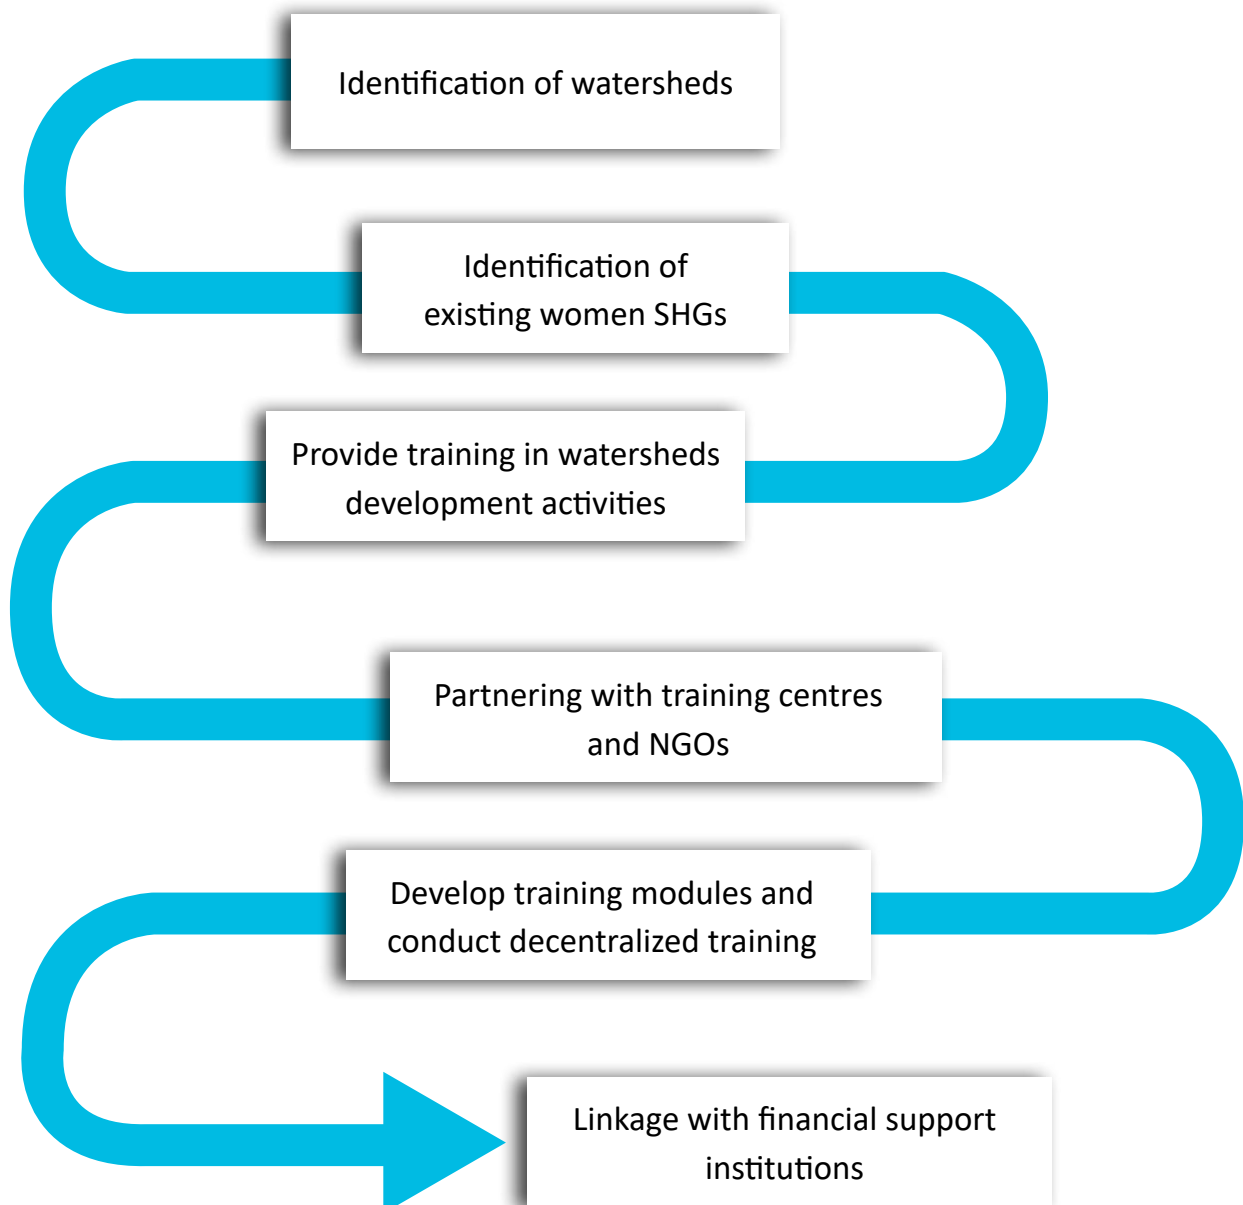 Identification of watersheds
Identification of
existing women SHGs
Provide training in watersheds
development activities
Partnering with training centres
and NGOs
Develop training modules and
conduct decentralized training
Linkage with financial support
institutions